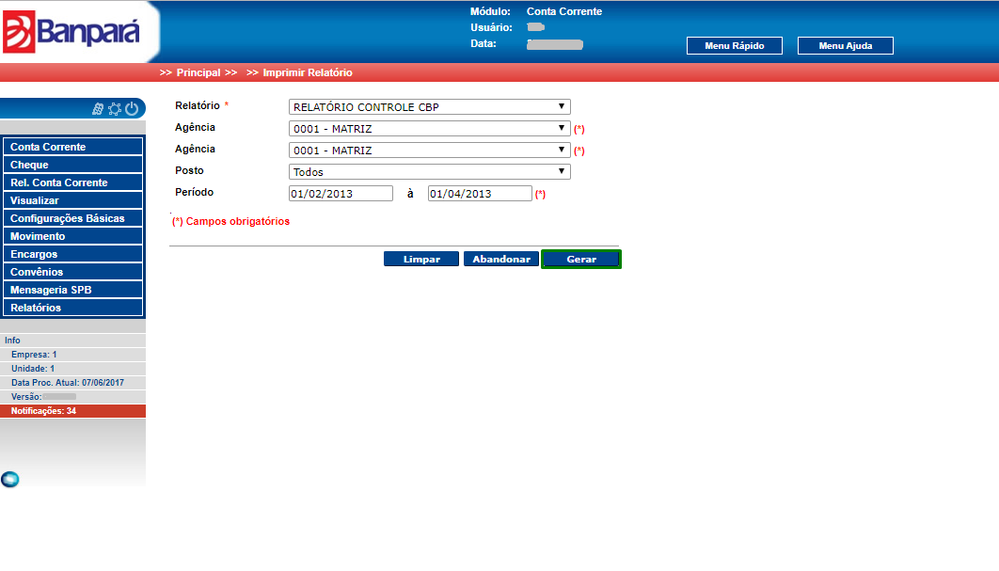 Banpará
Módulo: Conta Corrente
Usuário:
Data:
Menu Rápido
Menu Ajuda
>> Principal >> >> Imprimir Relatório
Relatório * RELATÓRIO CONTROLE CBP
Agência 0001 - MATRIZ (*)
Agência 0001 - MATRIZ (*)
Posto Todos
Período 01/02/2013 à 01/04/2013 (*)
(*) Campos obrigatórios
Limpar Abandonar Gerar
Conta Corrente
Cheque
Rel. Conta Corrente
Visualizar
Configurações Básicas
Movimento
Encargos
Convênios
Mensageria SPB
Relatórios
Info
Empresa: 1
Unidade: 1
Data Proc. Atual: 07/06/2017
Versão:
Notificações: 34